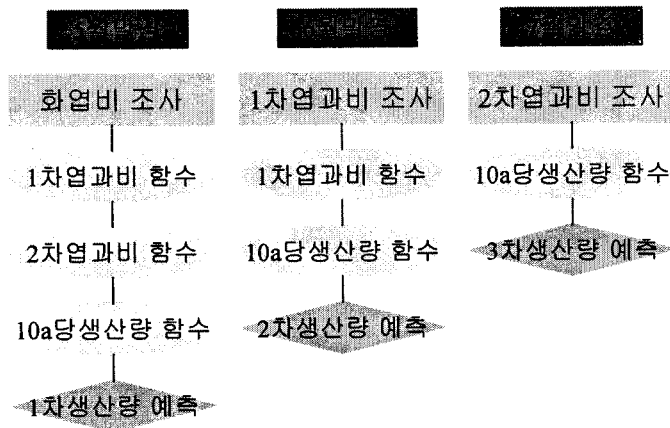 화엽비 조사
1차엽과비 함수
2차엽과비 함수
10a당생산량 함수
1차생산량 예측
1차엽과비 조사
1차엽과비 함수
10a당생산량 함수
2차생산량 예측
2차엽과비 조사
10a당생산량 함수
3차생산량 예측